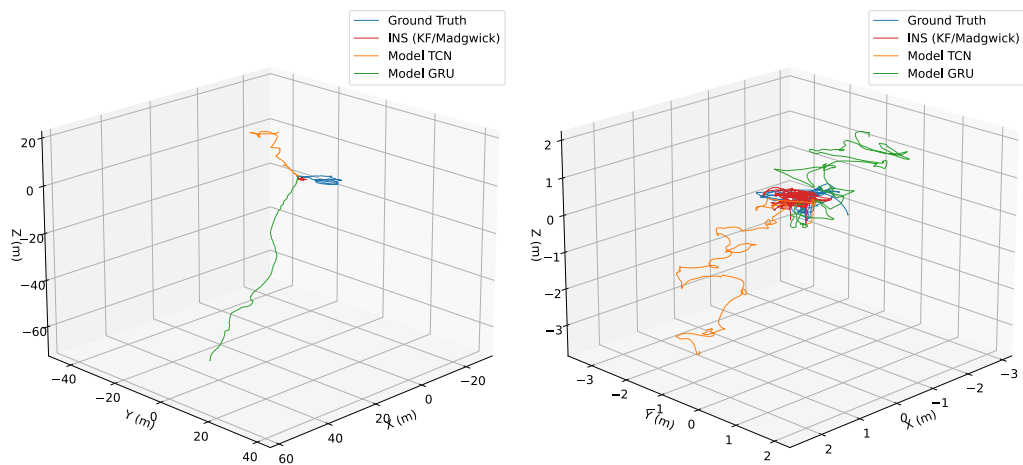 Ground Truth
INS (KF/Madgwick)
Model TCN
Model GRU
20
0
−20
−40
−60
Z (m)
−40
−20
0
20
40
Y (m)
60
40
20
0
−20
X (m)
Ground Truth
INS (KF/Madgwick)
Model TCN
Model GRU
2
1
0
−1
−2
−3
Z (m)
−3
−2
−1
0
1
2
Y (m)
2
1
0
−1
−2
−3
X (m)